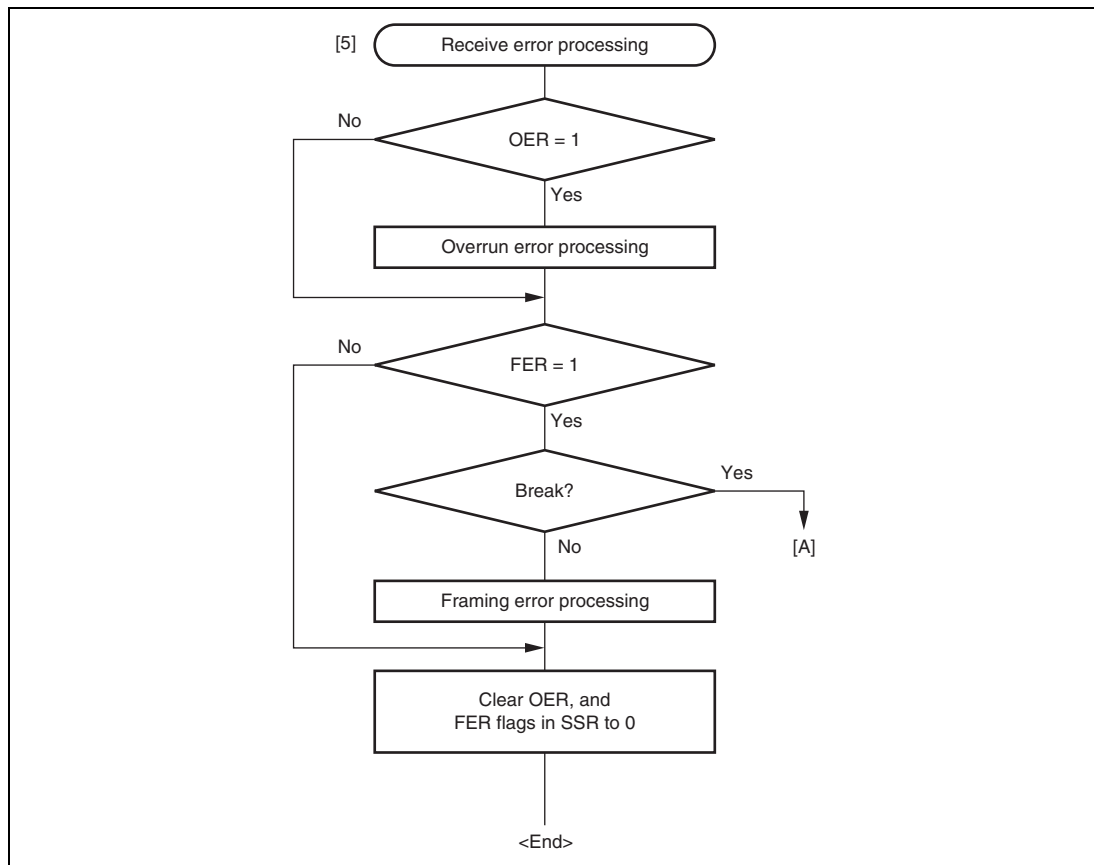 [5]
Receive error processing
No
OER = 1
Yes
Overrun error processing
No
FER = 1
Yes
Break?
Yes
No
[A]
Framing error processing
Clear OER, and
FER flags in SSR to 0
<End>